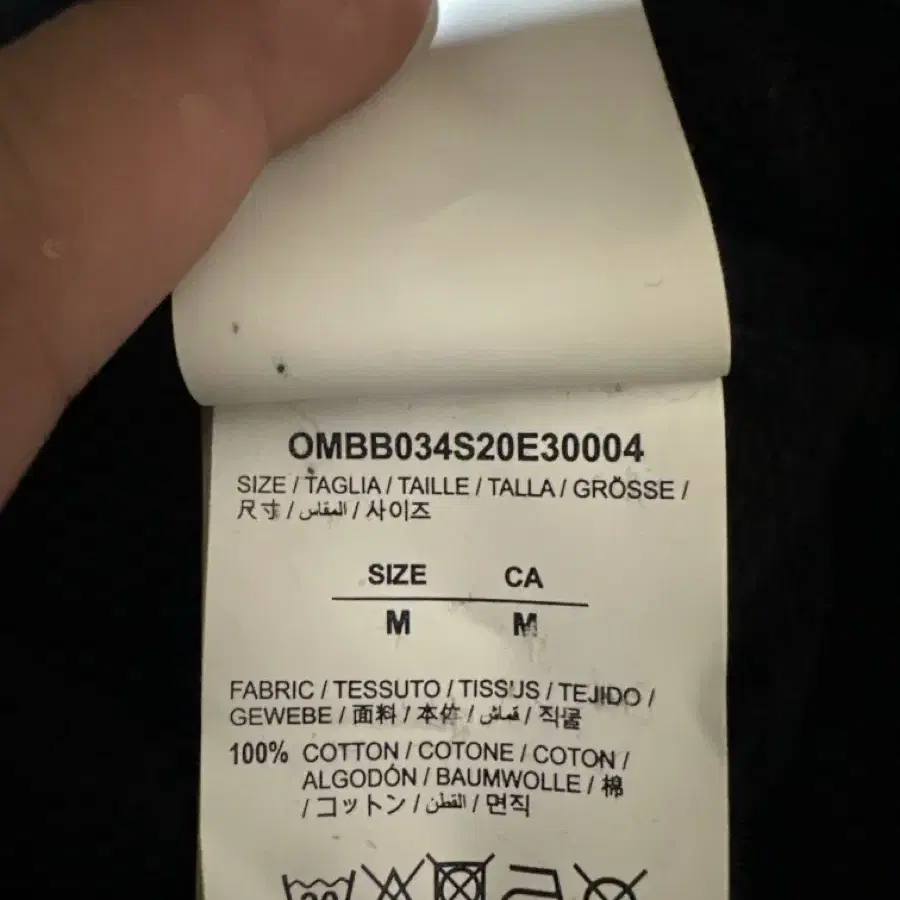 OMBB034S20E30004
SIZE / TAGLIA / TAILLE / TALLA / GRÖSSE /
尺寸 / المقاس / 사이즈
SIZE CA
M M
FABRIC / TESSUTO / TISSUS / TEJIDO /
GEWEBE / 面料 / 本体 / قماش / 직물
100% COTTON / COTONE / COTON /
ALGODÓN / BAUMWOLLE / 棉
/ コットン / القطن / 면직